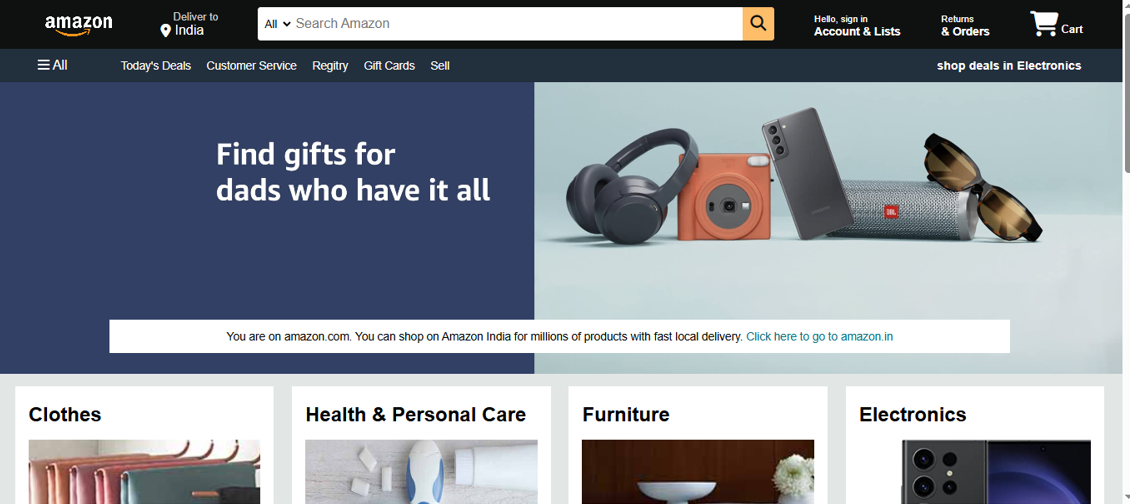 amazon
Deliver to
India
All
Search Amazon
Hello, sign in
Account & Lists
Returns
& Orders
Cart
All
Today's Deals
Customer Service
Regitry
Gift Cards
Sell
shop deals in Electronics
Find gifts for
dads who have it all
JBL
You are on amazon.com. You can shop on Amazon India for millions of products with fast local delivery. Click here to go to amazon.in
Clothes
Health & Personal Care
Furniture
Electronics